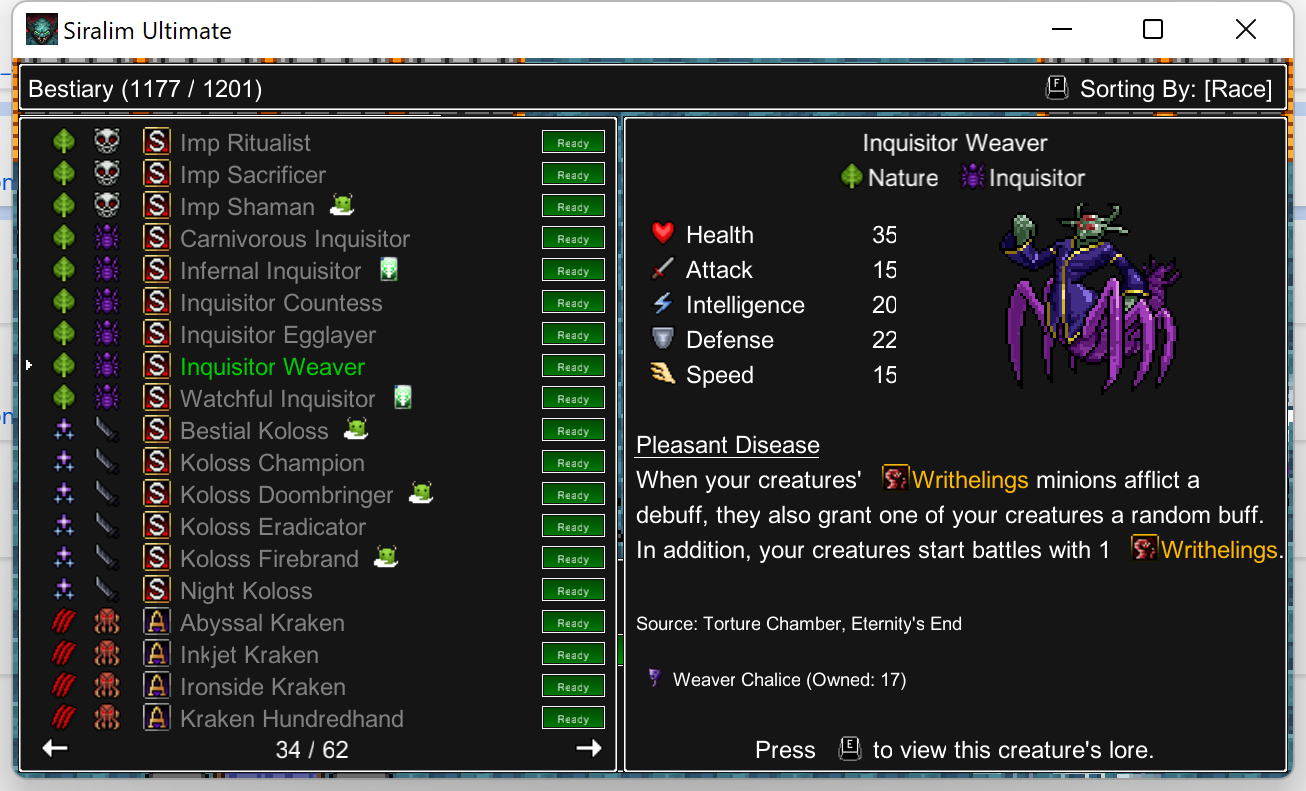 Siralim Ultimate
Bestiary (1177 / 1201)
F
Sorting By: [Race]
S Imp Ritualist Ready
S Imp Sacrificer Ready
S Imp Shaman Ready
S Carnivorous Inquisitor Ready
S Infernal Inquisitor Ready
S Inquisitor Countess Ready
S Inquisitor Egglayer Ready
S Inquisitor Weaver Ready
S Watchful Inquisitor Ready
S Bestial Koloss Ready
S Koloss Champion Ready
S Koloss Doombringer Ready
S Koloss Eradicator Ready
S Koloss Firebrand Ready
S Night Koloss Ready
A Abyssal Kraken Ready
A Inkjet Kraken Ready
A Ironside Kraken Ready
A Kraken Hundredhand Ready
34 / 62
Inquisitor Weaver
Nature Inquisitor
Health 35
Attack 15
Intelligence 20
Defense 22
Speed 15
Pleasant Disease
When your creatures' Writhelings minions afflict a
debuff, they also grant one of your creatures a random buff.
In addition, your creatures start battles with 1 Writhelings.
Source: Torture Chamber, Eternity's End
Weaver Chalice (Owned: 17)
Press E to view this creature's lore.